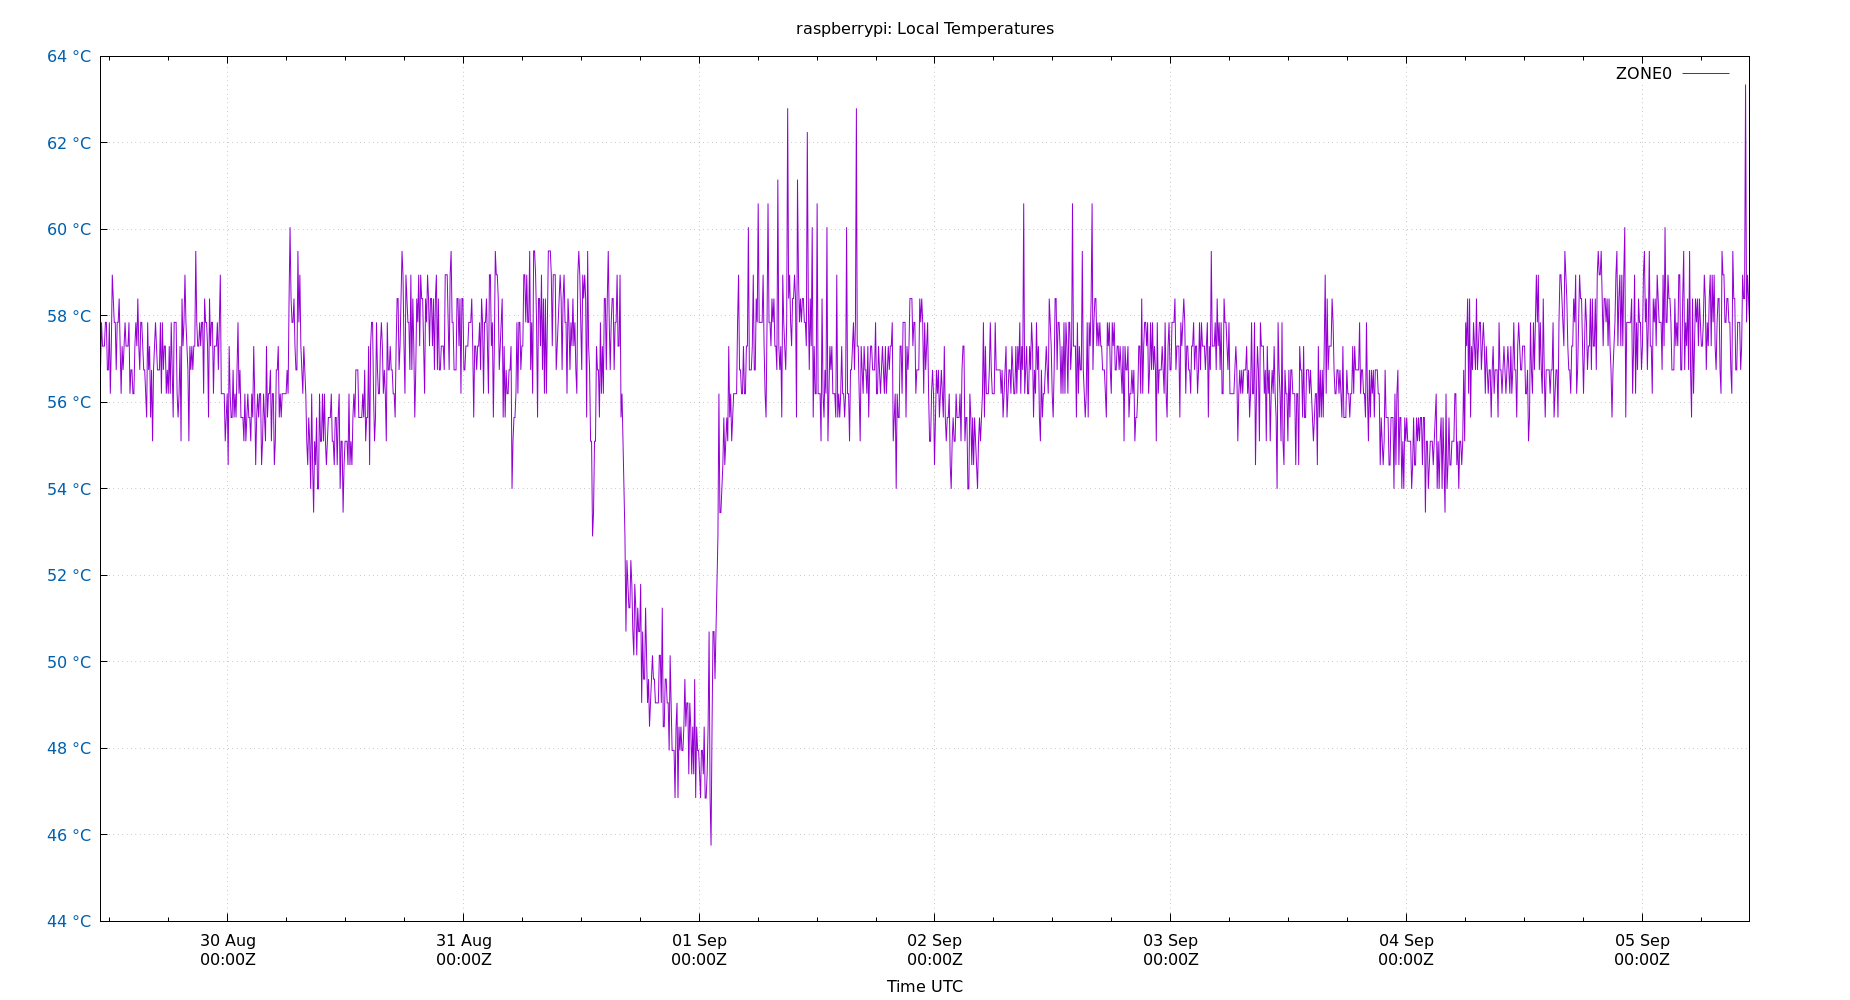 raspberrypi: Local Temperatures
ZONE0
64 °C
62 °C
60 °C
58 °C
56 °C
54 °C
52 °C
50 °C
48 °C
46 °C
44 °C
30 Aug 31 Aug 01 Sep 02 Sep 03 Sep 04 Sep 05 Sep
00:00Z 00:00Z 00:00Z 00:00Z 00:00Z 00:00Z 00:00Z
Time UTC